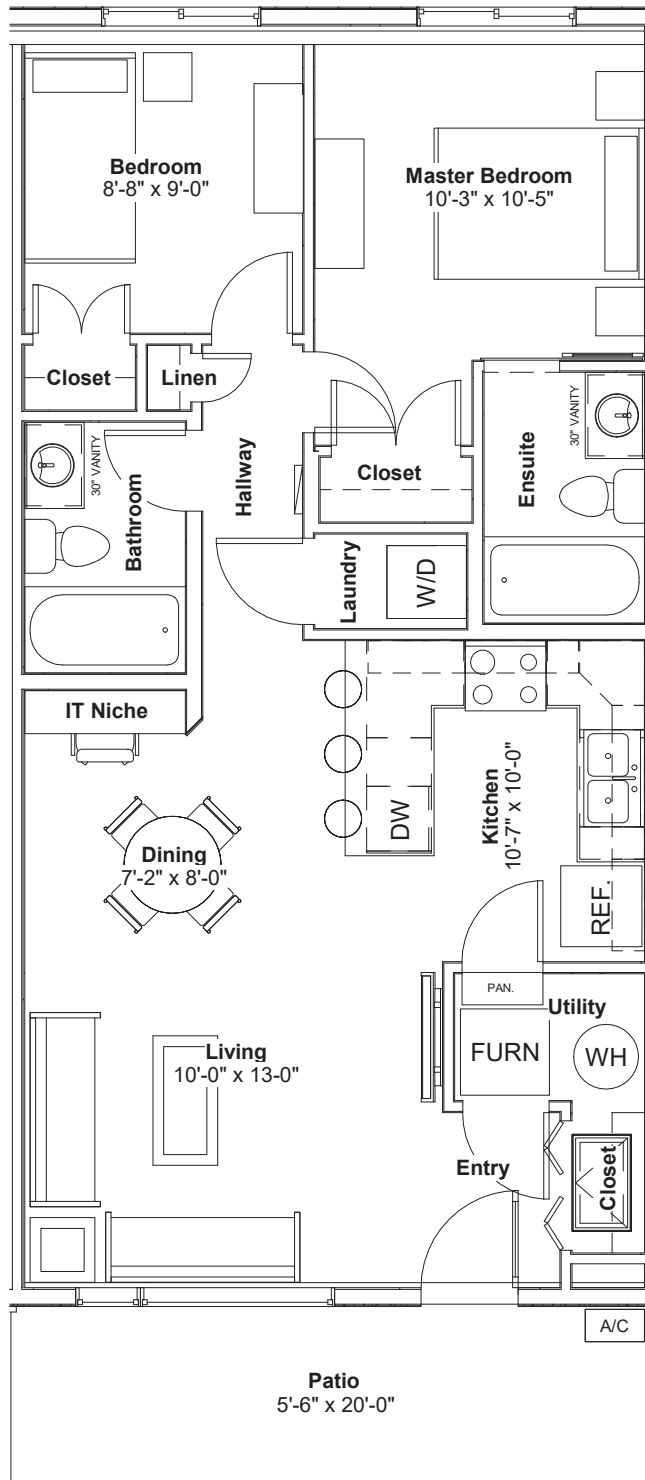 Bedroom
8'-8" x 9'-0"
Master Bedroom
10'-3" x 10'-5"
Closet
Linen
30" VANITY
Bathroom
Hallway
Closet
Ensuite
30" VANITY
Laundry
W/D
IT Niche
Dining
7'-2" x 8'-0"
DW
Kitchen
10'-7" x 10'-0"
REF.
PAN.
Utility
FURN
WH
Living
10'-0" x 13-0"
Entry
Closet
A/C
Patio
5'-6" x 20'-0"